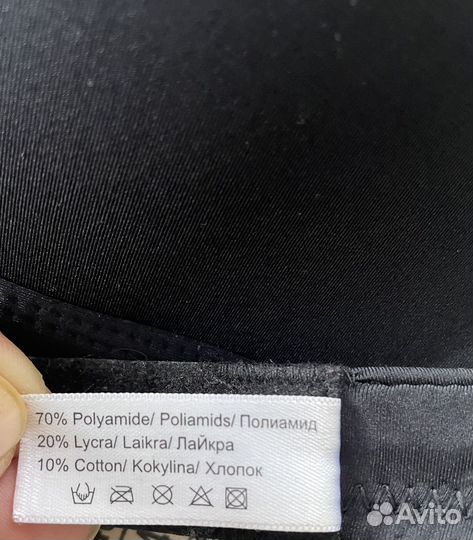 70% Polyamide/ Poliamids/ Полиамид
20% Lycra/ Laikra/ Лайкра
10% Cotton/ Kokylina/ Хлопок
Avito